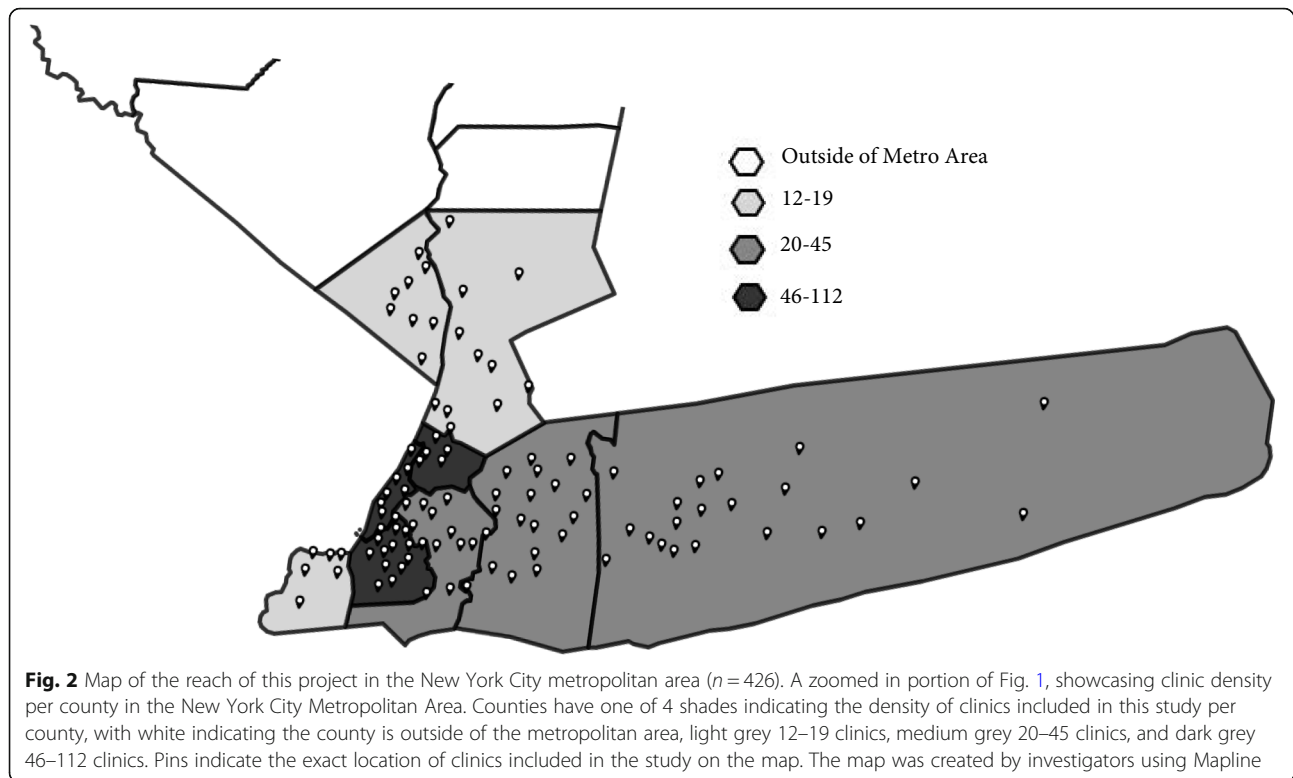 Outside of Metro Area
12-19
20-45
46-112
Fig. 2 Map of the reach of this project in the New York City metropolitan area (n = 426). A zoomed in portion of Fig. 1, showcasing clinic density
per county in the New York City Metropolitan Area. Counties have one of 4 shades indicating the density of clinics included in this study per
county, with white indicating the county is outside of the metropolitan area, light grey 12–19 clinics, medium grey 20–45 clinics, and dark grey
46–112 clinics. Pins indicate the exact location of clinics included in the study on the map. The map was created by investigators using Mapline